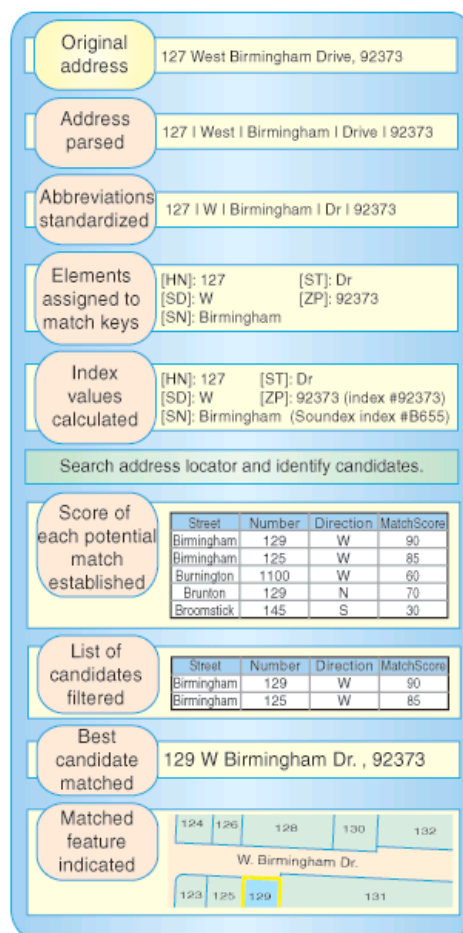 Original
address
127 West Birmingham Drive, 92373
Address
parsed
127 | West | Birmingham | Drive | 92373
Abbreviations
standardized
127 | W | Birmingham | Dr | 92373
Elements
assigned to
match keys
[HN]: 127 [ST]: Dr
[SD]: W [ZP]: 92373
[SN]: Birmingham
Index
values
calculated
[HN]: 127 [ST]: Dr
[SD]: W [ZP]: 92373 (index #92373)
[SN]: Birmingham (Soundex index #B655)
Search address locator and identify candidates.
Score of
each potential
match
established
Street Number Direction MatchScore
Birmingham 129 W 90
Birmingham 125 W 85
Burnington 1100 W 60
Brunton 129 N 70
Broomstick 145 S 30
List of
candidates
filtered
Street Number Direction MatchScore
Birmingham 129 W 90
Birmingham 125 W 85
Best
candidate
matched
129 W Birmingham Dr. , 92373
Matched
feature
indicated
124 126 128 130 132
W. Birmingham Dr.
123 125 129 131